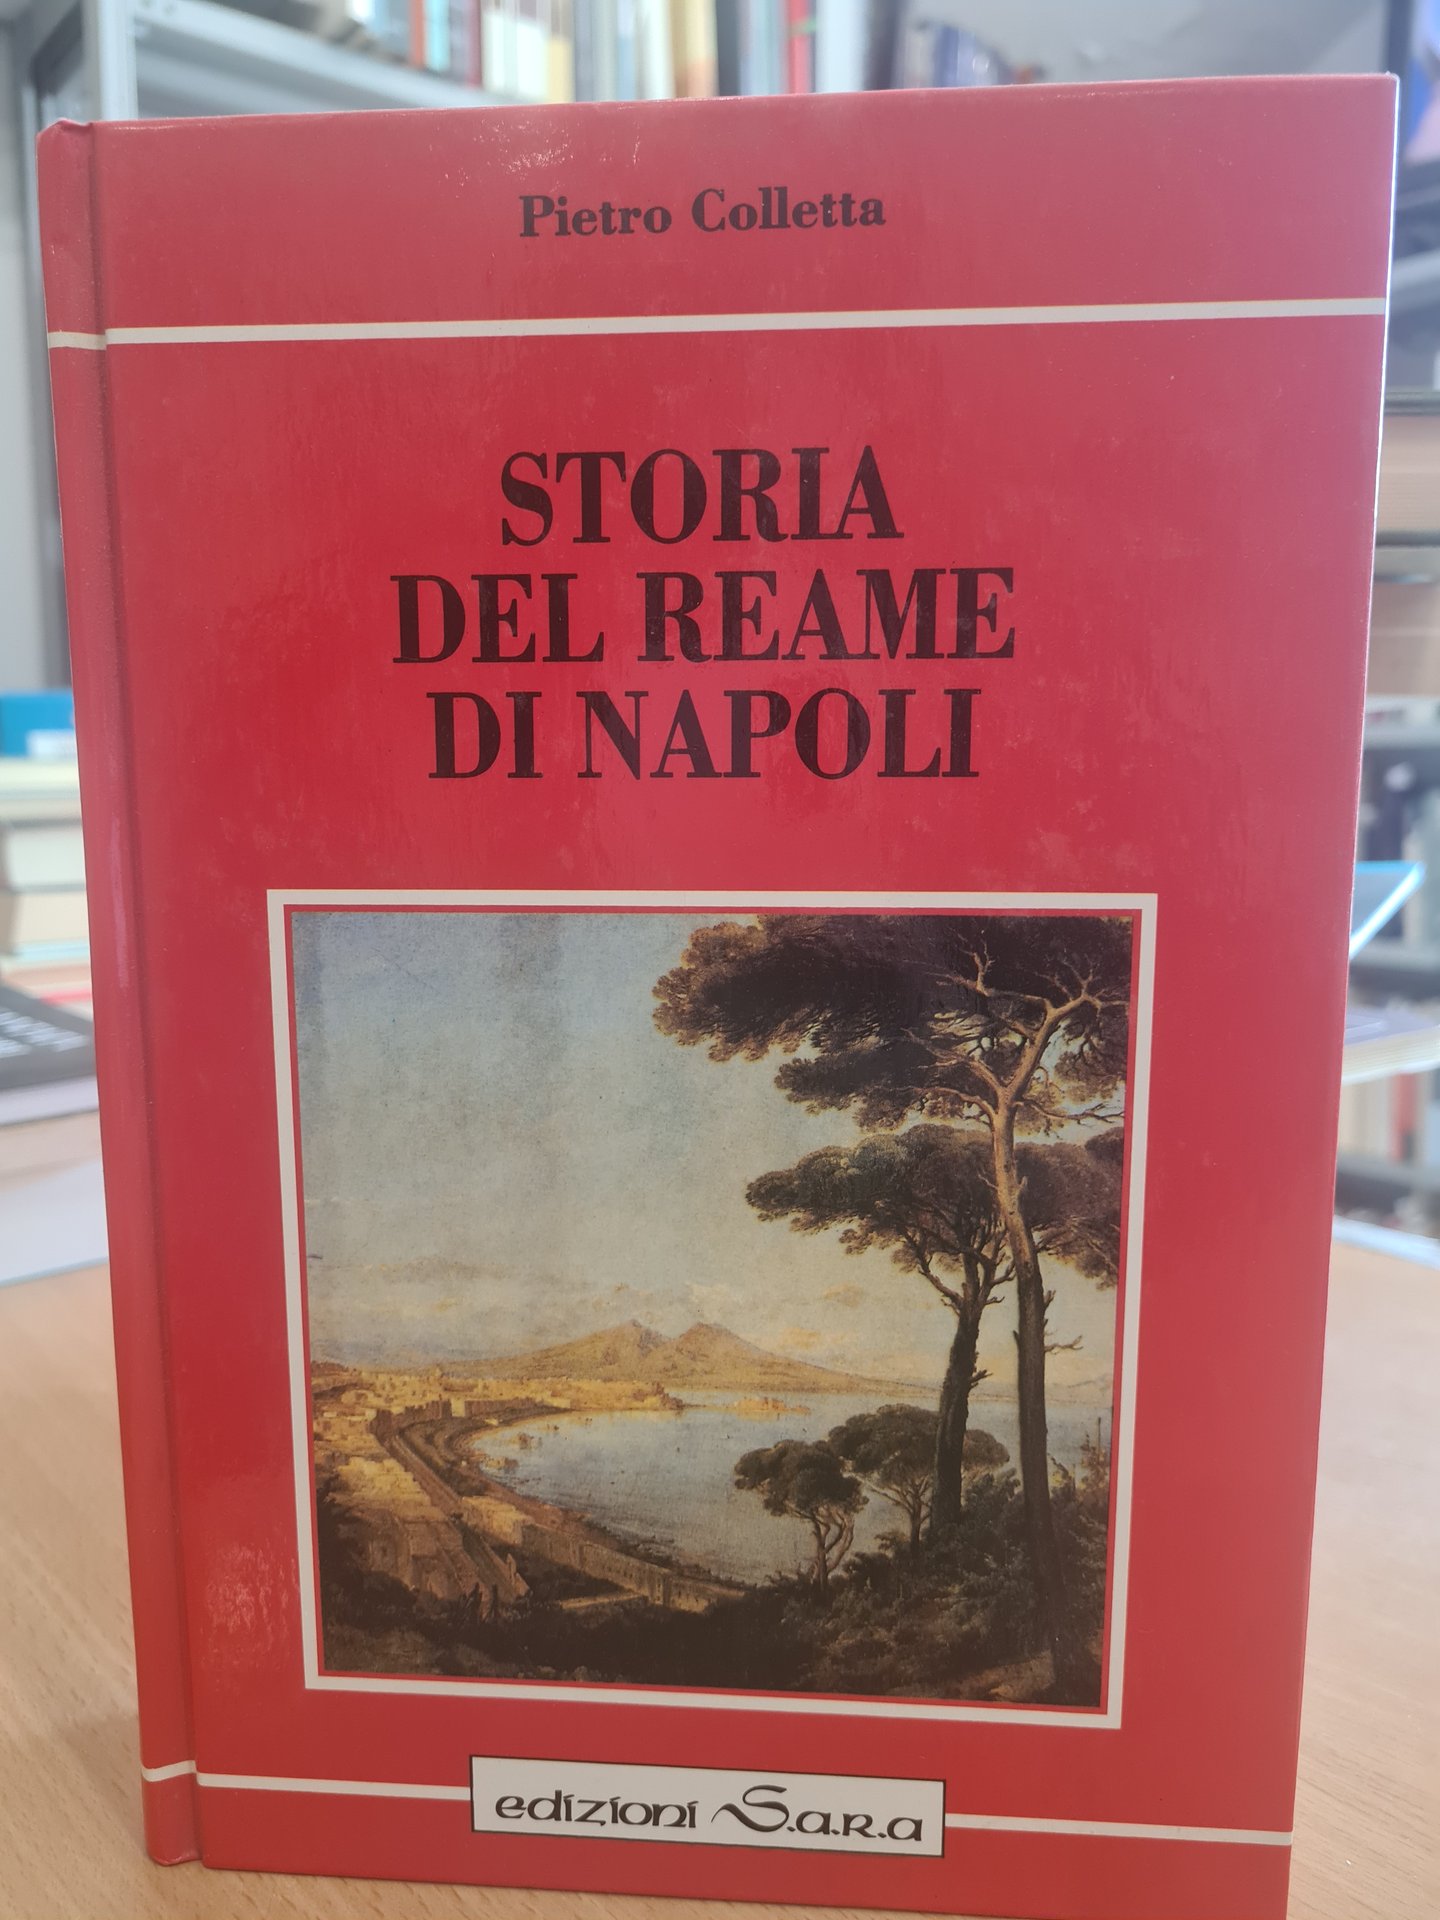 Pietro Colletta
STORIA
DEL REAME
DI NAPOLI
edizioni S.a.R.a